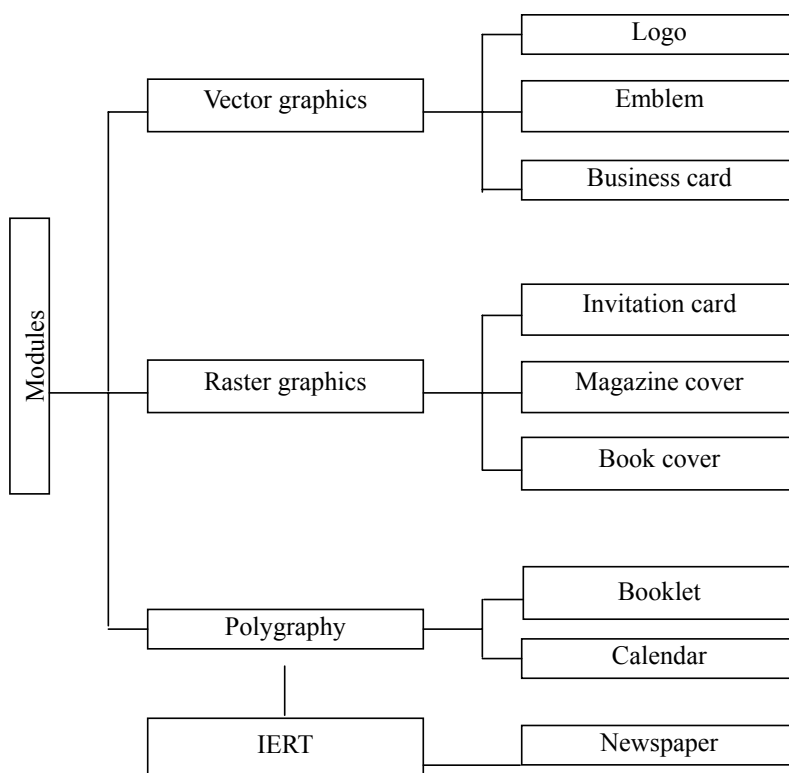 Modules
Vector graphics
Logo
Emblem
Business card
Raster graphics
Invitation card
Magazine cover
Book cover
Polygraphy
Booklet
Calendar
IERT
Newspaper